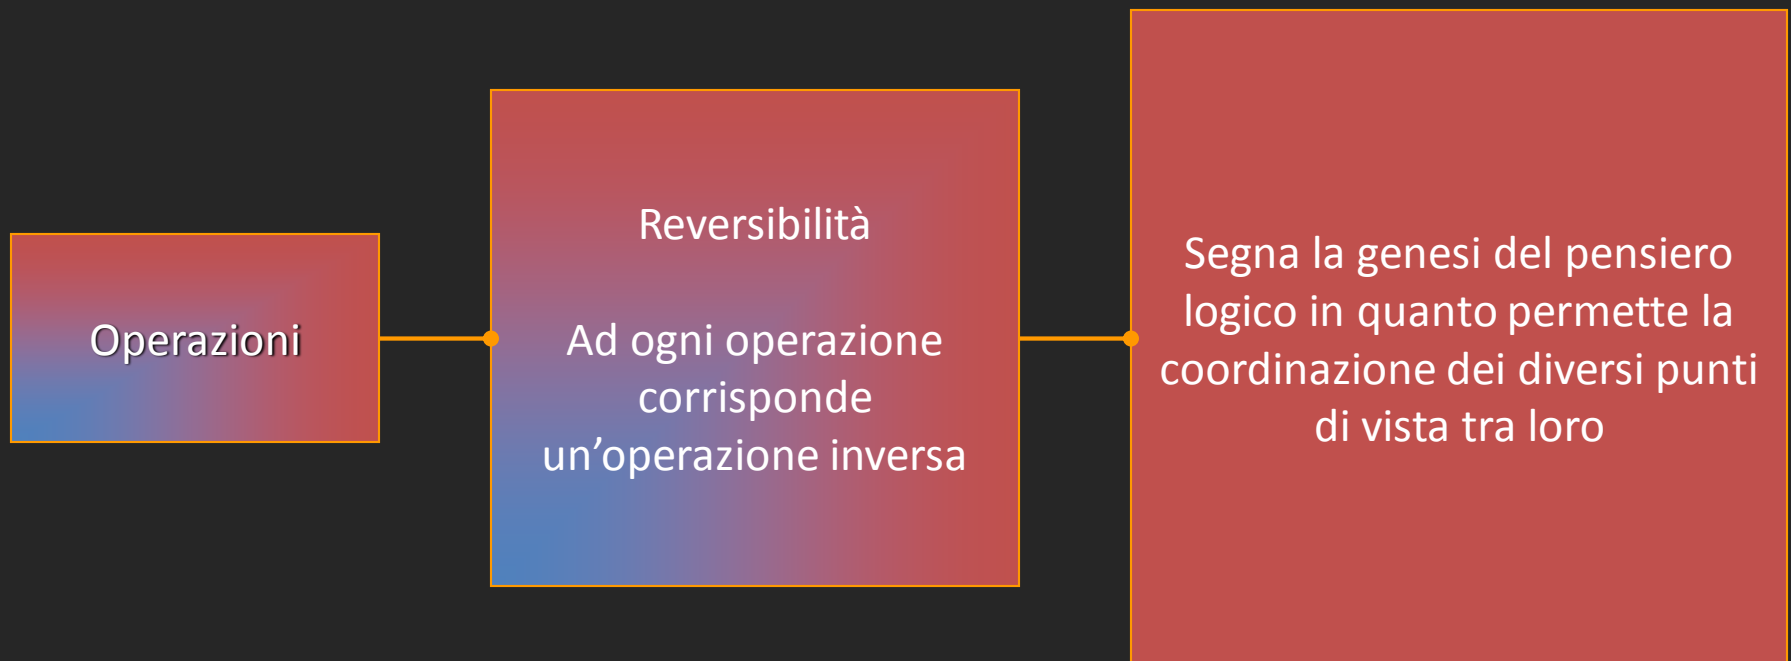 Operazioni
Reversibilità
Ad ogni operazione
corrisponde
un’operazione inversa
Segna la genesi del pensiero
logico in quanto permette la
coordinazione dei diversi punti
di vista tra loro